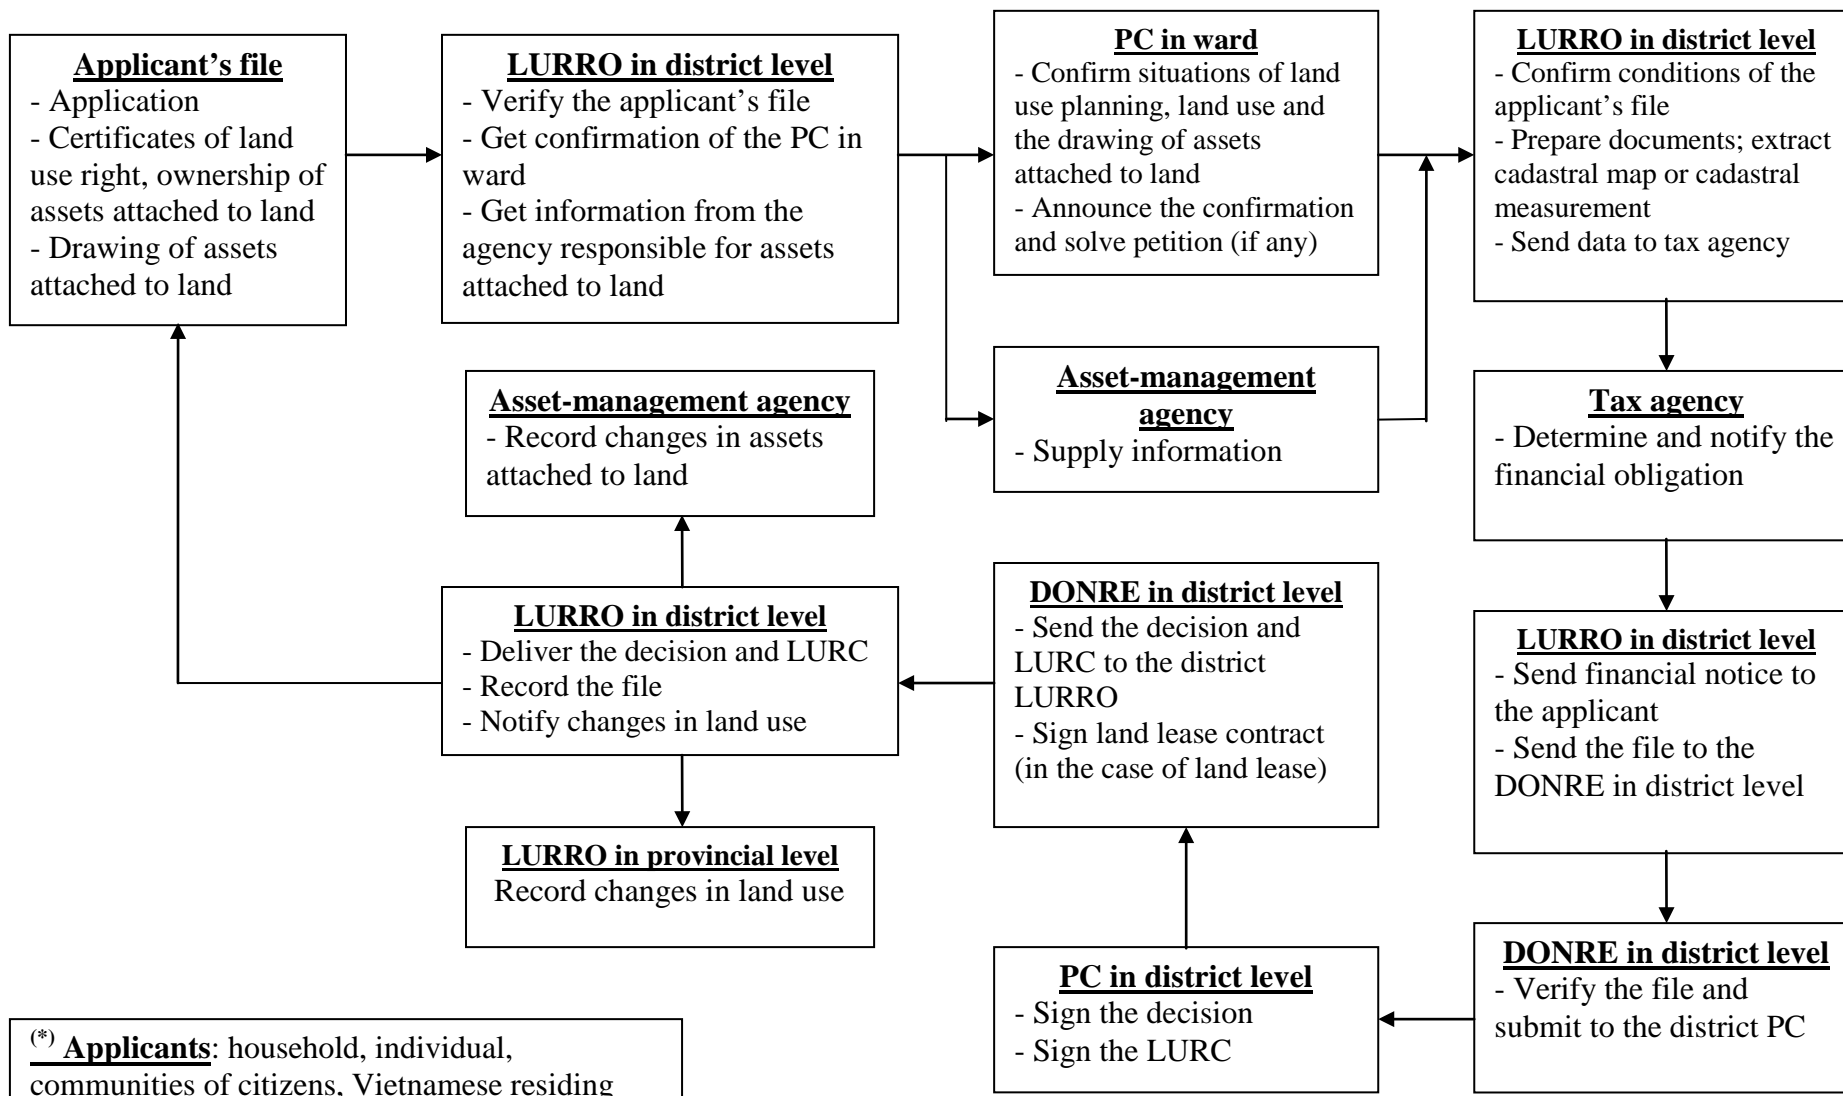 Applicant’s file
- Application
- Certificates of land
use right, ownership of
assets attached to land
- Drawing of assets
attached to land
LURRO in district level
- Verify the applicant’s file
- Get confirmation of the PC in
ward
- Get information from the
agency responsible for assets
attached to land
PC in ward
- Confirm situations of land
use planning, land use and
the drawing of assets
attached to land
- Announce the confirmation
and solve petition (if any)
LURRO in district level
- Confirm conditions of the
applicant’s file
- Prepare documents; extract
cadastral map or cadastral
measurement
- Send data to tax agency
Asset-management agency
- Record changes in assets
attached to land
Asset-management
agency
- Supply information
Tax agency
- Determine and notify the
financial obligation
LURRO in district level
- Deliver the decision and LURC
- Record the file
- Notify changes in land use
DONRE in district level
- Send the decision and
LURC to the district
LURRO
- Sign land lease contract
(in the case of land lease)
LURRO in district level
- Send financial notice to
the applicant
- Send the file to the
DONRE in district level
LURRO in provincial level
Record changes in land use
PC in district level
- Sign the decision
- Sign the LURC
DONRE in district level
- Verify the file and
submit to the district PC
(*) Applicants: household, individual,
communities of citizens, Vietnamese residing